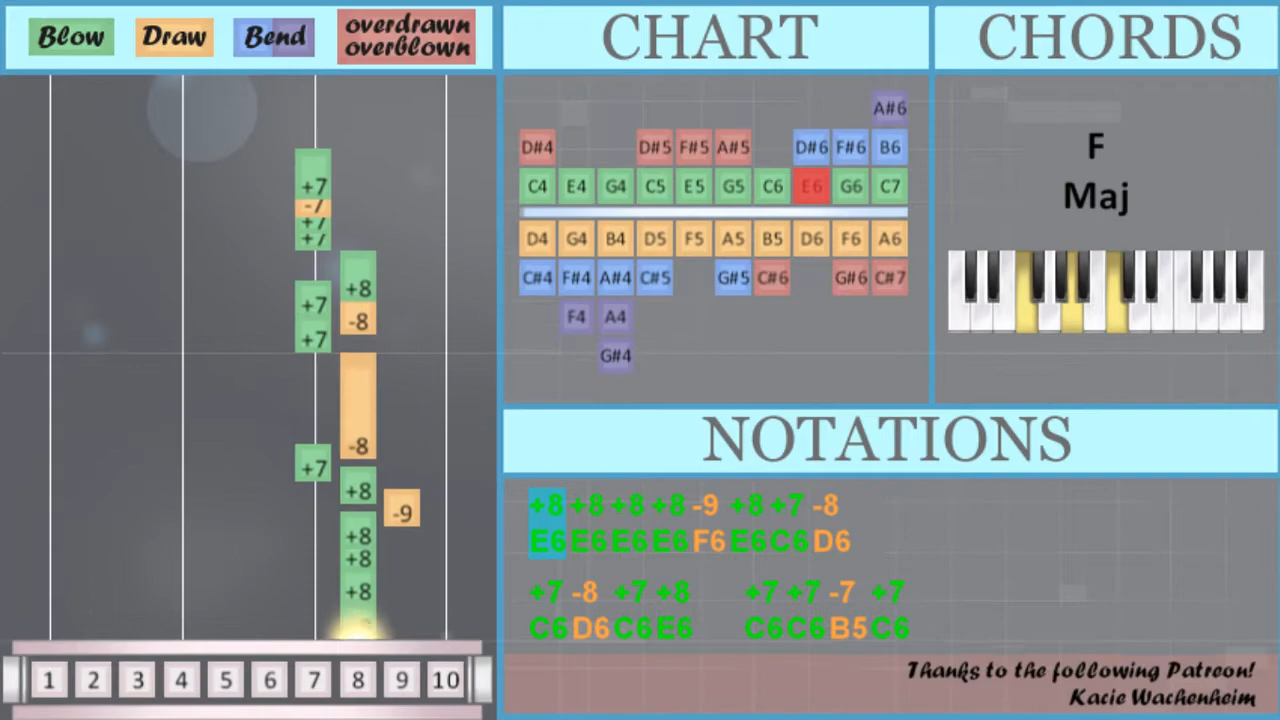 Blow Draw Bend overdrawn
overblown
CHART
CHORDS
+7
-7
+7
+7
+8
+7
-8
+7
-8
+7
+8
-9
+8
+8
+8
1 2 3 4 5 6 7 8 9 10
A#6
D#4 D#5 F#5 A#5 D#6 F#6 B6
C4 E4 G4 C5 E5 G5 C6 E6 G6 C7
D4 G4 B4 D5 F5 A5 B5 D6 F6 A6
C#4 F#4 A#4 C#5 G#5 C#6 G#6 C#7
F4 A4
G#4
F
Maj
NOTATIONS
+8 +8 +8 +8 -9 +8 +7 -8
E6 E6 E6 E6 F6 E6 C6 D6
+7 -8 +7 +8 +7 +7 -7 +7
C6 D6 C6 E6 C6 C6 B5 C6
Thanks to the following Patreon!
Kacie Wachenheim